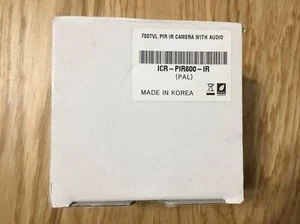 700TVL PIR IR CAMERA WITH AUDIO
ICR-PIR600-IR
(PAL)
MADE IN KOREA